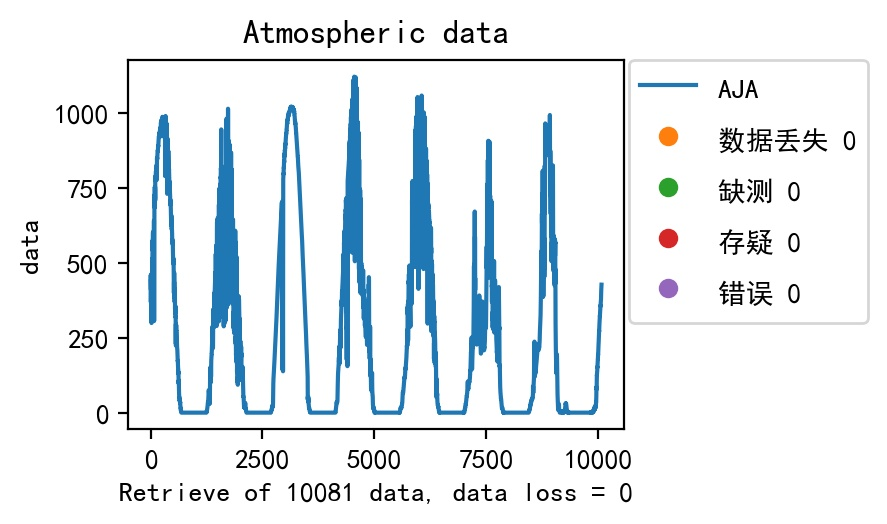 Atmospheric data
1000
750
500
250
0
data
0 2500 5000 7500 10000
Retrieve of 10081 data, data loss = 0
AJA
数据丢失 0
缺测 0
存疑 0
错误 0